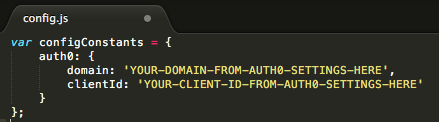 config.js
var configConstants = {
    auth0: {
        domain: 'YOUR-DOMAIN-FROM-AUTH0-SETTINGS-HERE',
        clientId: 'YOUR-CLIENT-ID-FROM-AUTH0-SETTINGS-HERE'
    }
};